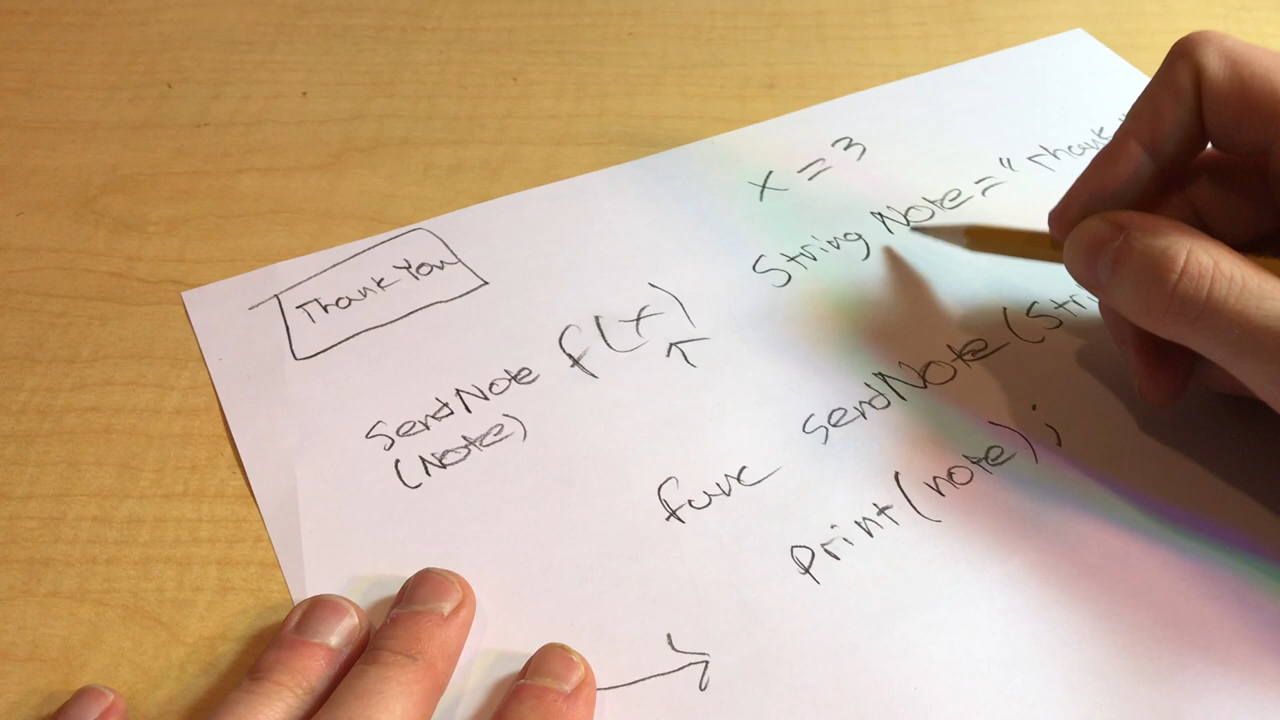 Thank You
SendNote f(x)
(Note)
x = 3
String Note = "Thank
func sendNote (Stri
Print(note);